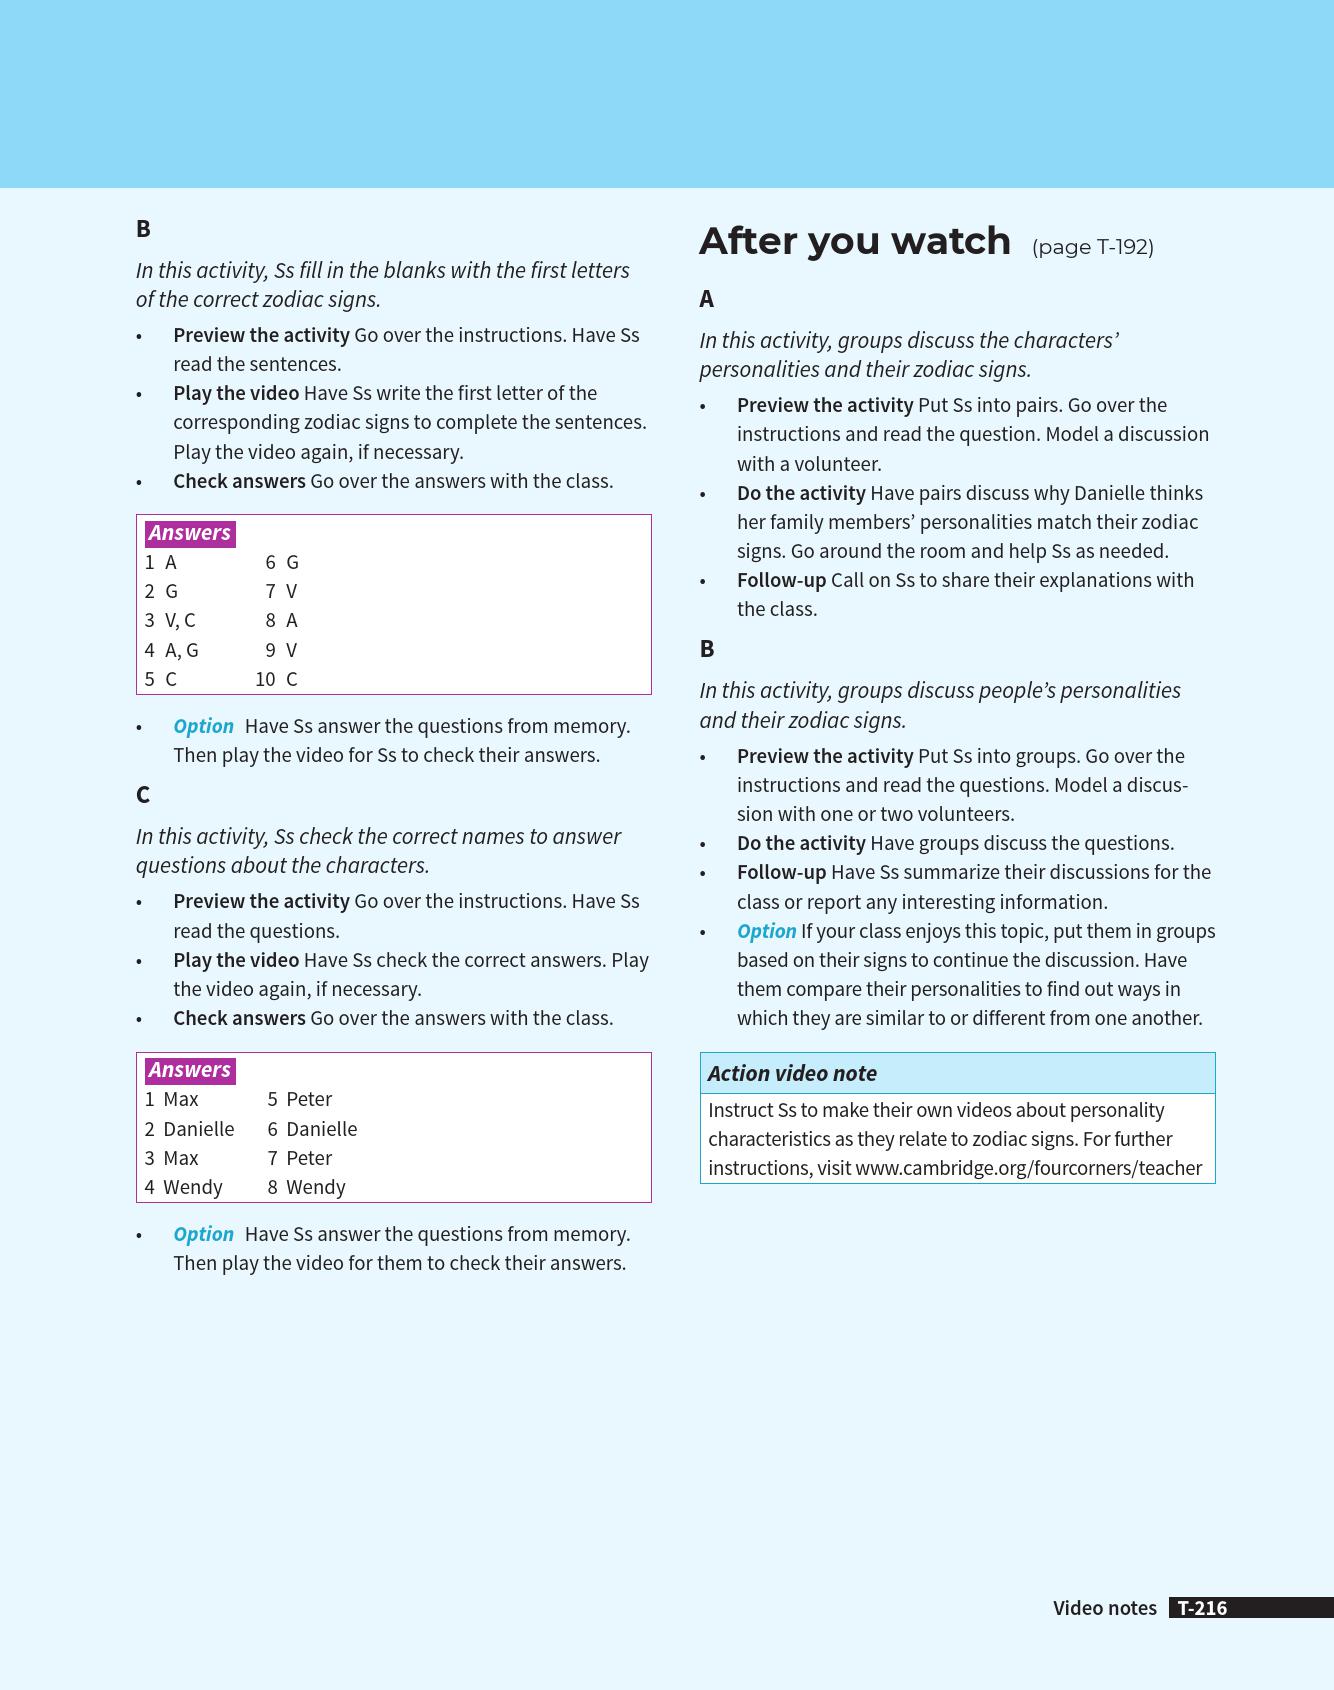 B
In this activity, Ss fill in the blanks with the first letters
of the correct zodiac signs.
• Preview the activity Go over the instructions. Have Ss
read the sentences.
• Play the video Have Ss write the first letter of the
corresponding zodiac signs to complete the sentences.
Play the video again, if necessary.
• Check answers Go over the answers with the class.
Answers
1 A 6 G
2 G 7 V
3 V, C 8 A
4 A, G 9 V
5 C 10 C
• Option Have Ss answer the questions from memory.
Then play the video for Ss to check their answers.
C
In this activity, Ss check the correct names to answer
questions about the characters.
• Preview the activity Go over the instructions. Have Ss
read the questions.
• Play the video Have Ss check the correct answers. Play
the video again, if necessary.
• Check answers Go over the answers with the class.
Answers
1 Max 5 Peter
2 Danielle 6 Danielle
3 Max 7 Peter
4 Wendy 8 Wendy
• Option Have Ss answer the questions from memory.
Then play the video for them to check their answers.
After you watch (page T-192)
A
In this activity, groups discuss the characters’
personalities and their zodiac signs.
• Preview the activity Put Ss into pairs. Go over the
instructions and read the question. Model a discussion
with a volunteer.
• Do the activity Have pairs discuss why Danielle thinks
her family members’ personalities match their zodiac
signs. Go around the room and help Ss as needed.
• Follow-up Call on Ss to share their explanations with
the class.
B
In this activity, groups discuss people’s personalities
and their zodiac signs.
• Preview the activity Put Ss into groups. Go over the
instructions and read the questions. Model a discus-
sion with one or two volunteers.
• Do the activity Have groups discuss the questions.
• Follow-up Have Ss summarize their discussions for the
class or report any interesting information.
• Option If your class enjoys this topic, put them in groups
based on their signs to continue the discussion. Have
them compare their personalities to find out ways in
which they are similar to or different from one another.
Action video note
Instruct Ss to make their own videos about personality
characteristics as they relate to zodiac signs. For further
instructions, visit www.cambridge.org/fourcorners/teacher
Video notes T-216